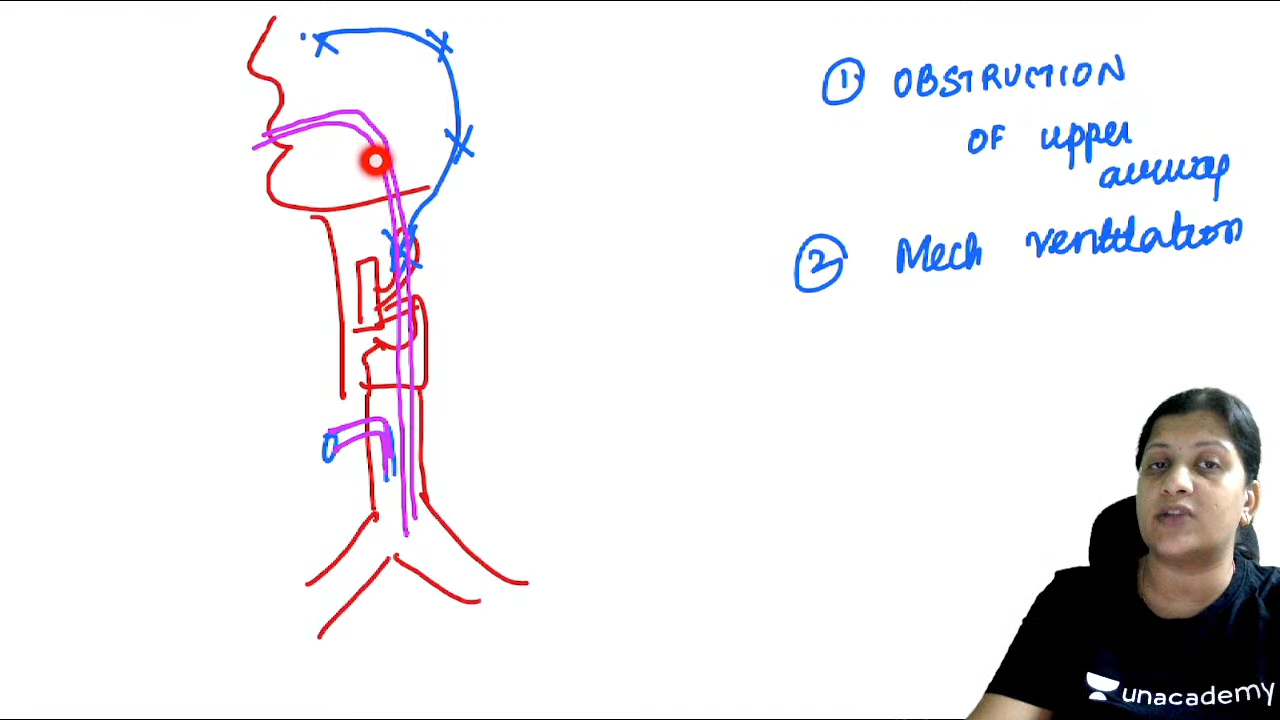 ① OBSTRUCTION
OF upper
airway
② Mech ventilation
unacademy